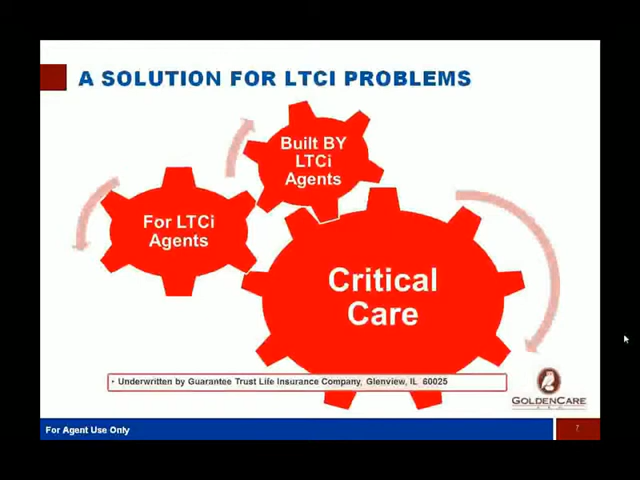 A SOLUTION FOR LTCI PROBLEMS
Built BY
LTCi
Agents
For LTCi
Agents
Critical
Care
• Underwritten by Guarantee Trust Life Insurance Company, Glenview, IL 60025
GOLDENCARE
For Agent Use Only
7